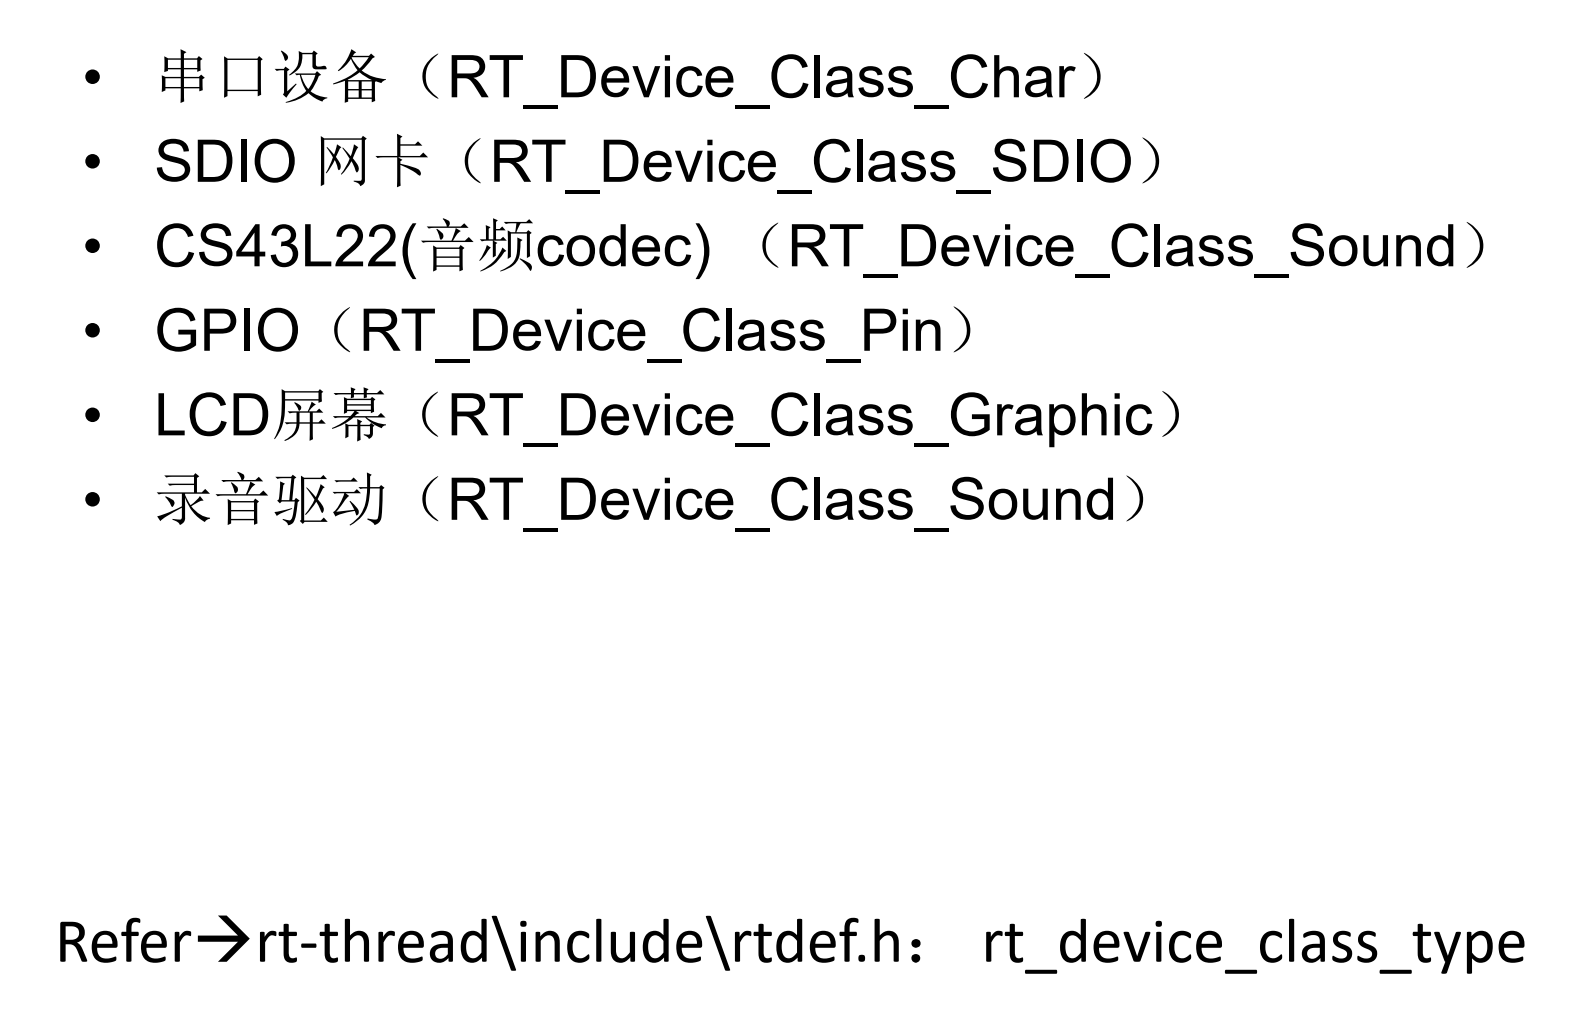 • 串口设备（RT_Device_Class_Char）
• SDIO 网卡（RT_Device_Class_SDIO）
• CS43L22(音频codec) （RT_Device_Class_Sound）
• GPIO（RT_Device_Class_Pin）
• LCD屏幕（RT_Device_Class_Graphic）
• 录音驱动（RT_Device_Class_Sound）
Refer→rt-thread\include\rtdef.h： rt_device_class_type